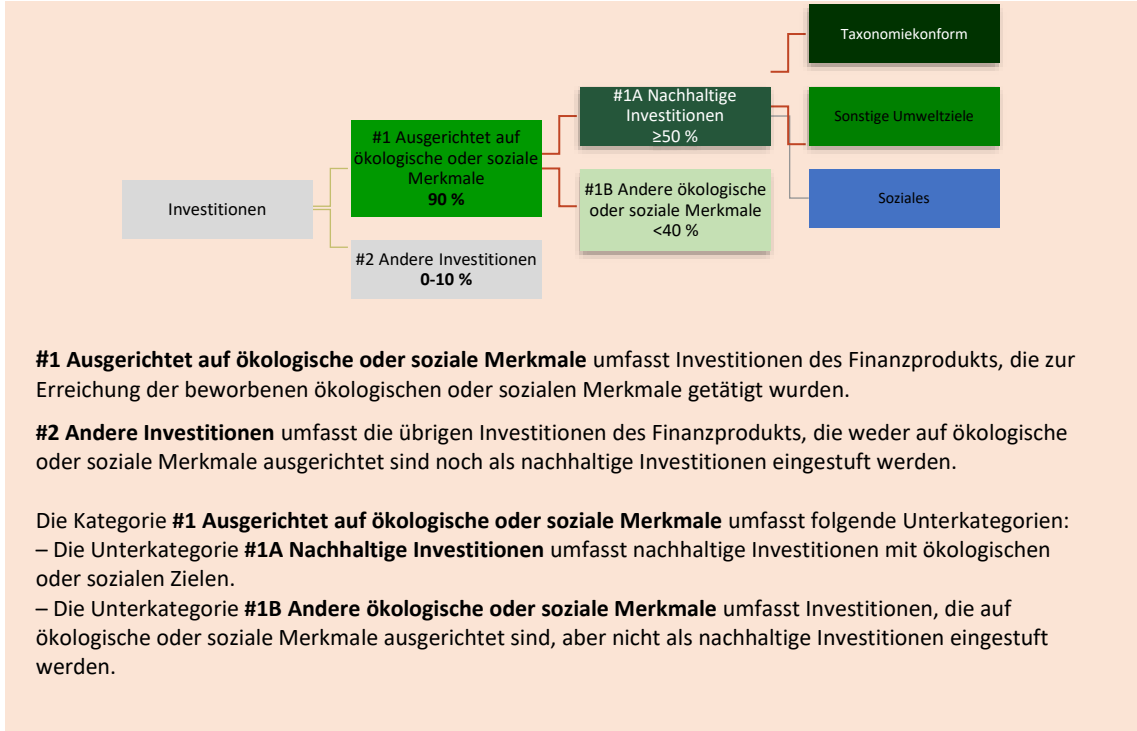 Taxonomiekonform
#1A Nachhaltige
Investitionen
≥50 %
Sonstige Umweltziele
#1 Ausgerichtet auf
ökologische oder soziale
Merkmale
90 %
#1B Andere ökologische
oder soziale Merkmale
<40 %
Soziales
Investitionen
#2 Andere Investitionen
0-10 %
#1 Ausgerichtet auf ökologische oder soziale Merkmale umfasst Investitionen des Finanzprodukts, die zur
Erreichung der beworbenen ökologischen oder sozialen Merkmale getätigt wurden.
#2 Andere Investitionen umfasst die übrigen Investitionen des Finanzprodukts, die weder auf ökologische
oder soziale Merkmale ausgerichtet sind noch als nachhaltige Investitionen eingestuft werden.
Die Kategorie #1 Ausgerichtet auf ökologische oder soziale Merkmale umfasst folgende Unterkategorien:
– Die Unterkategorie #1A Nachhaltige Investitionen umfasst nachhaltige Investitionen mit ökologischen
oder sozialen Zielen.
– Die Unterkategorie #1B Andere ökologische oder soziale Merkmale umfasst Investitionen, die auf
ökologische oder soziale Merkmale ausgerichtet sind, aber nicht als nachhaltige Investitionen eingestuft
werden.